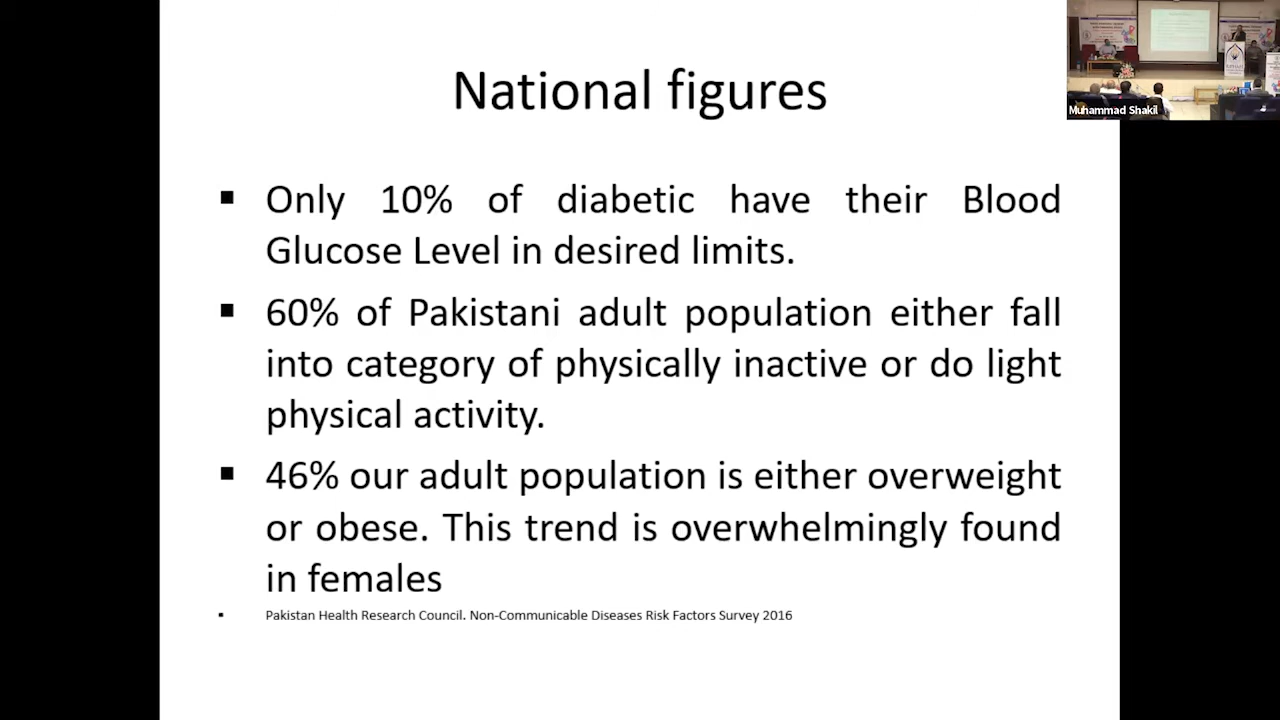 National figures
Muhammad Shakil
▪ Only 10% of diabetic have their Blood
Glucose Level in desired limits.
▪ 60% of Pakistani adult population either fall
into category of physically inactive or do light
physical activity.
▪ 46% our adult population is either overweight
or obese. This trend is overwhelmingly found
in females
▪ Pakistan Health Research Council. Non-Communicable Diseases Risk Factors Survey 2016